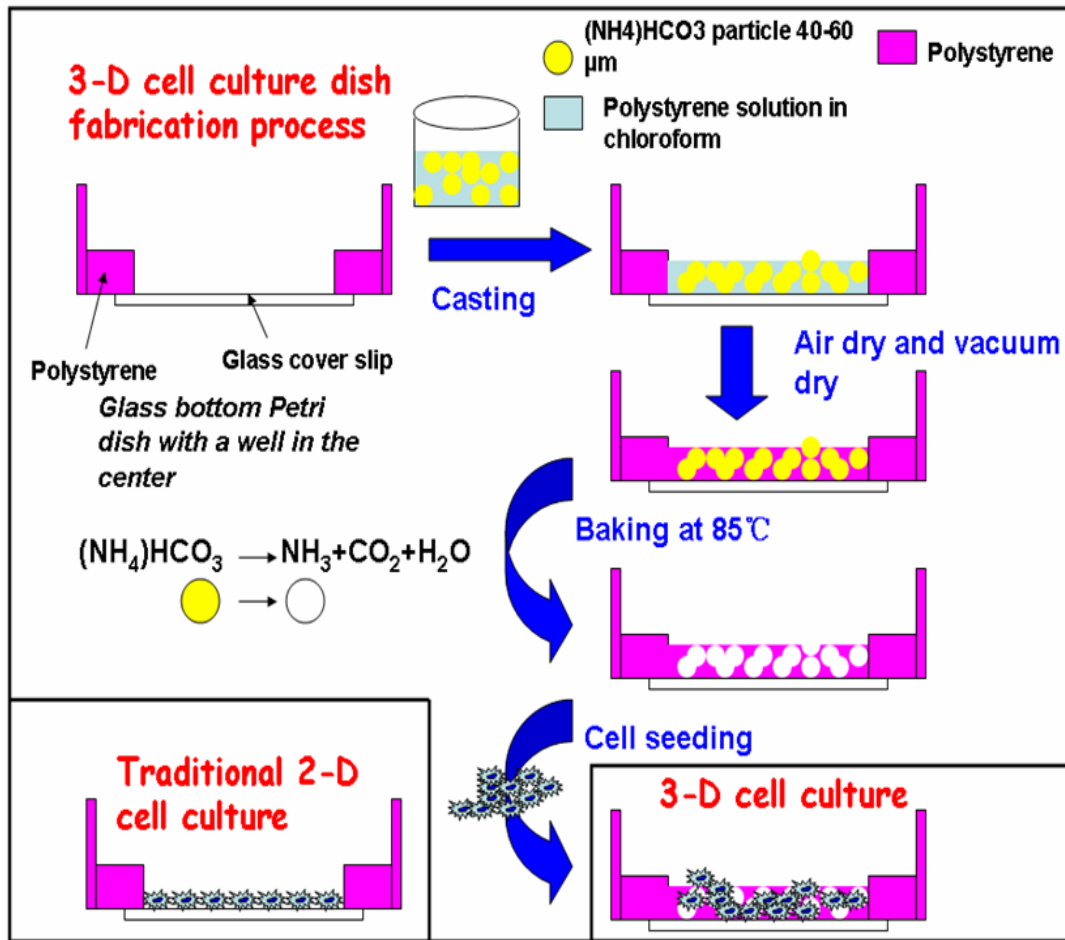 (NH4)HCO3 particle 40-60
µm
Polystyrene
3-D cell culture dish
fabrication process
Polystyrene solution in
chloroform
Casting
Polystyrene
Glass cover slip
Glass bottom Petri
dish with a well in the
center
Air dry and vacuum
dry
Baking at 85℃
(NH₄)HCO₃ → NH₃+CO₂+H₂O
Cell seeding
Traditional 2-D
cell culture
3-D cell culture